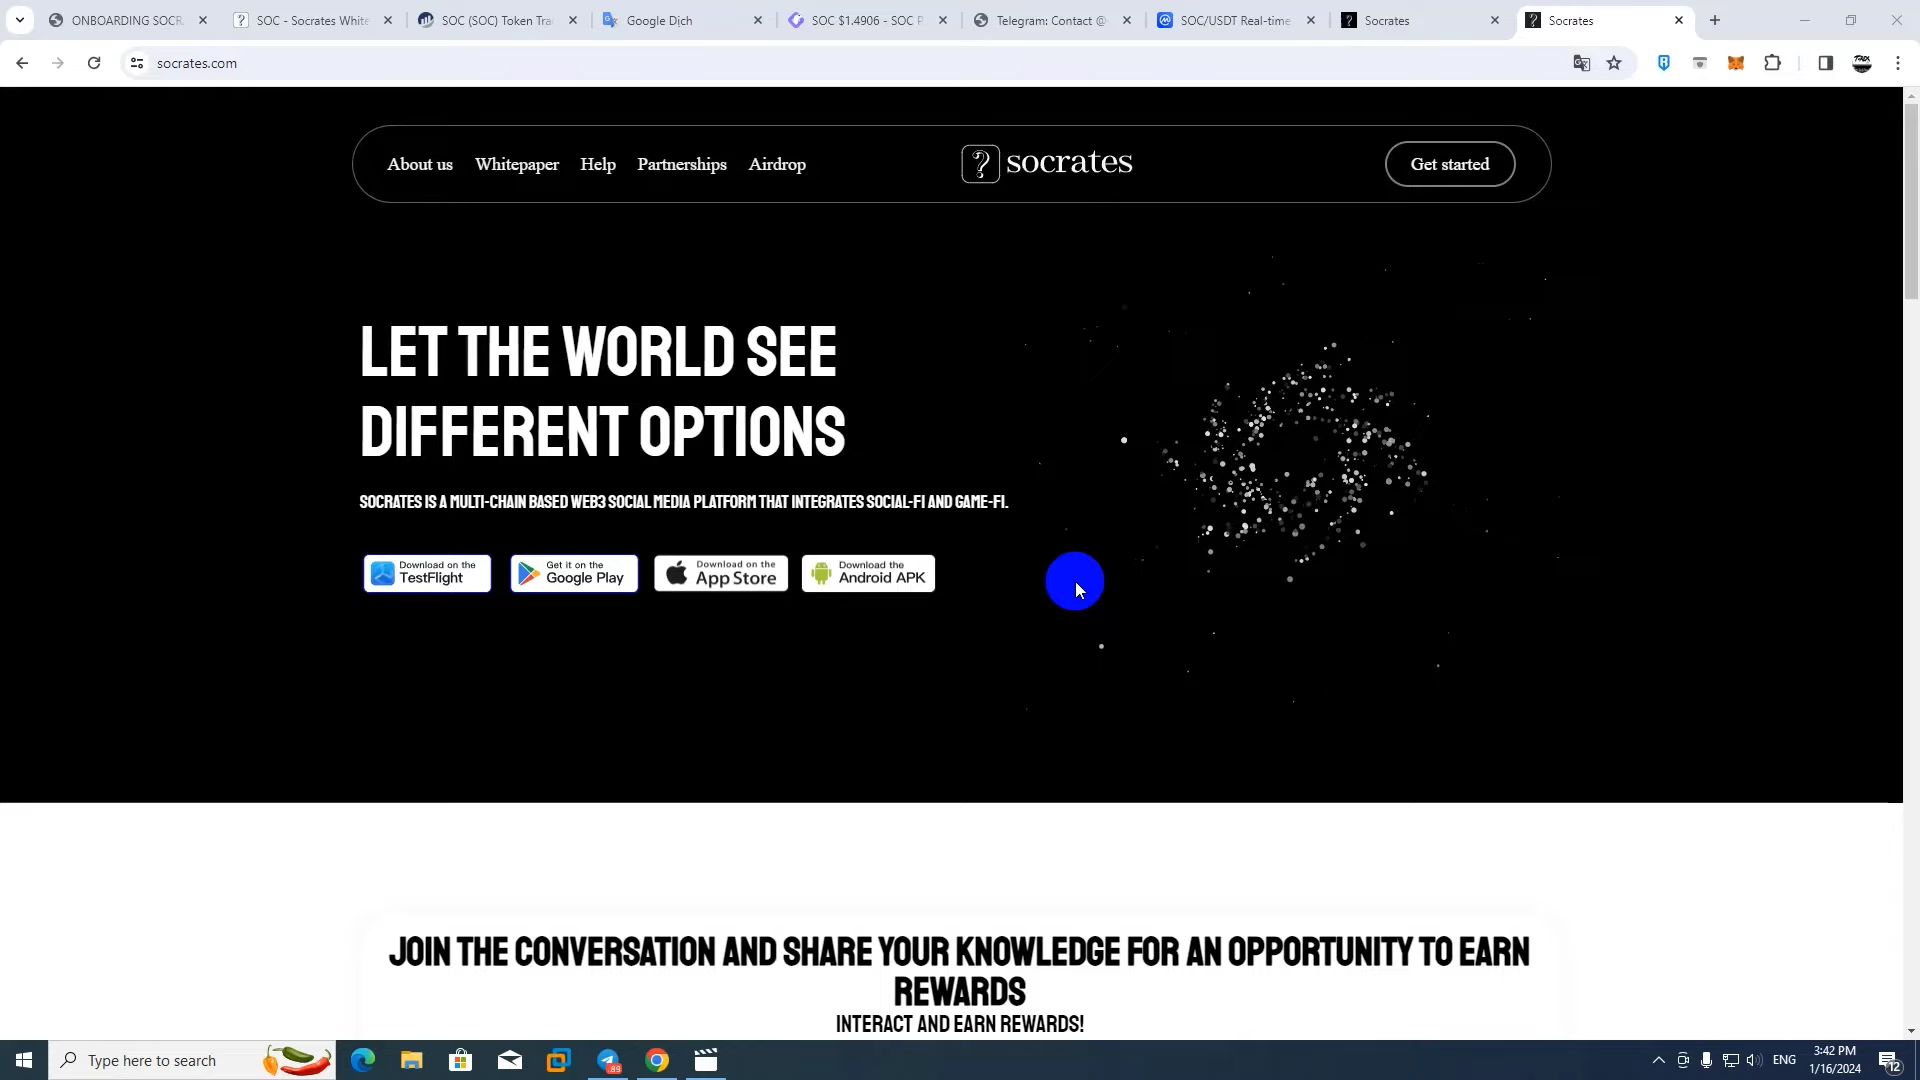 ONBOARDING SOCR
SOC - Socrates White
SOC (SOC) Token Tra
Google Dịch
SOC $1.4906 - SOC P
Telegram: Contact @
SOC/USDT Real-time
Socrates
Socrates
socrates.com
About us
Whitepaper
Help
Partnerships
Airdrop
? socrates
Get started
LET THE WORLD SEE
DIFFERENT OPTIONS
SOCRATES IS A MULTI-CHAIN BASED WEB3 SOCIAL MEDIA PLATFORM THAT INTEGRATES SOCIAL-FI AND GAME-FI.
Download on the
TestFlight
Get it on the
Google Play
Download on the
App Store
Download the
Android APK
JOIN THE CONVERSATION AND SHARE YOUR KNOWLEDGE FOR AN OPPORTUNITY TO EARN
REWARDS
INTERACT AND EARN REWARDS!
Type here to search
89
ENG
3:42 PM
1/16/2024
12